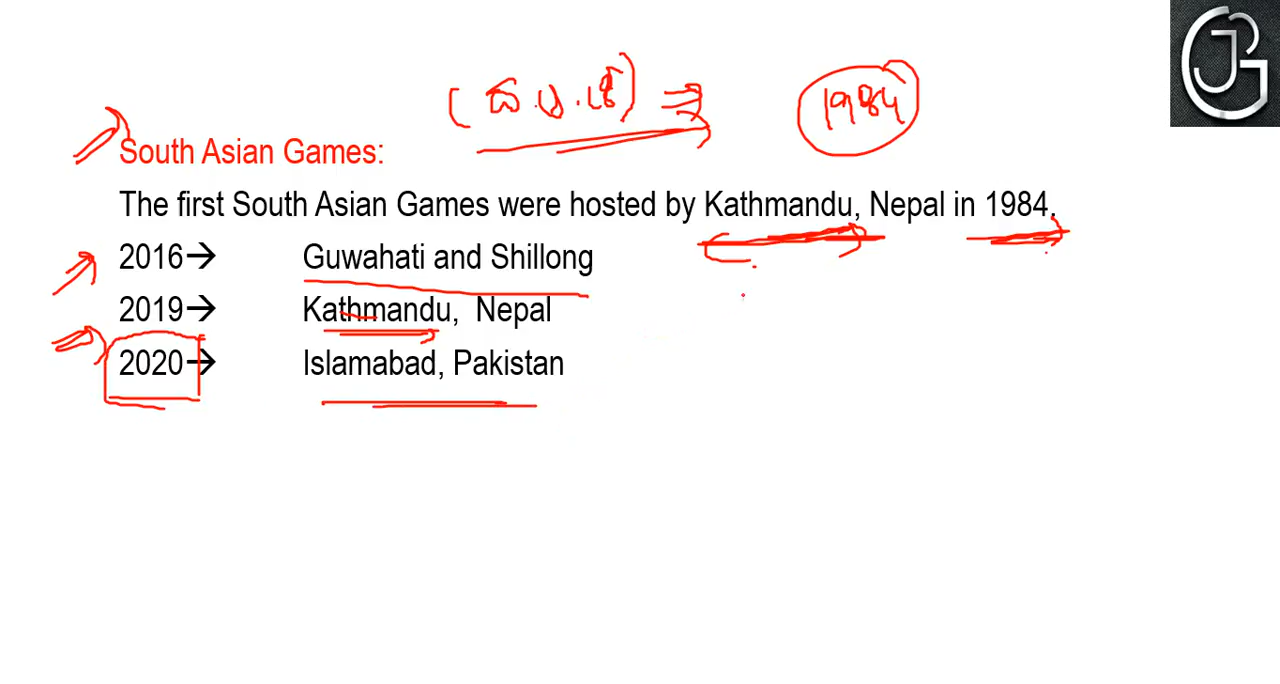 1984
South Asian Games:
The first South Asian Games were hosted by Kathmandu, Nepal in 1984.
2016→ Guwahati and Shillong
2019→ Kathmandu, Nepal
2020→ Islamabad, Pakistan